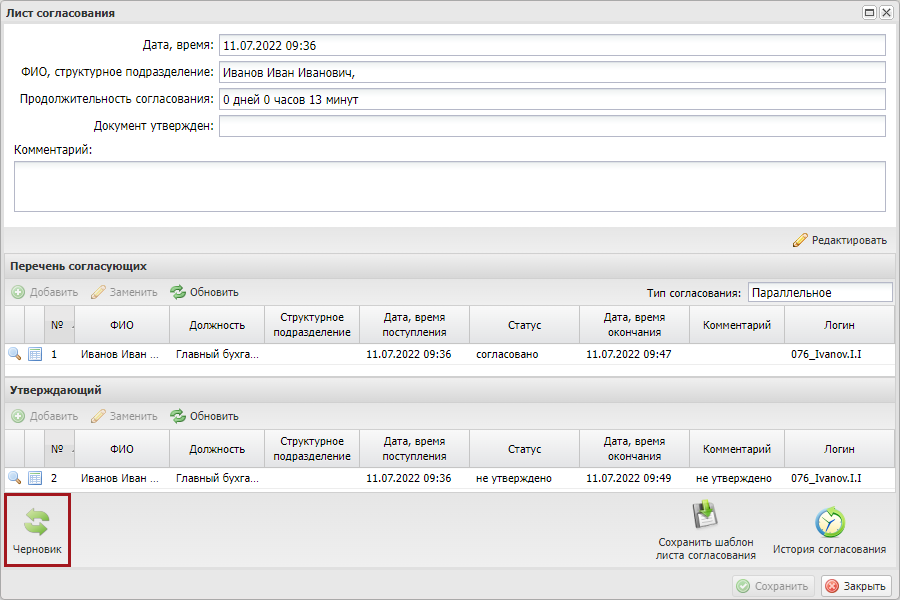 Лист согласования
Дата, время: 11.07.2022 09:36
ФИО, структурное подразделение: Иванов Иван Иванович,
Продолжительность согласования: 0 дней 0 часов 13 минут
Документ утвержден:
Комментарий:
Редактировать
Перечень согласующих
Добавить Заменить Обновить Тип согласования: Параллельное
№ ФИО Должность Структурное подразделение Дата, время поступления Статус Дата, время окончания Комментарий Логин
1 Иванов Иван ... Главный бухга... 11.07.2022 09:36 согласовано 11.07.2022 09:47 076_Ivanov.I.I
Утверждающий
Добавить Заменить Обновить
№ ФИО Должность Структурное подразделение Дата, время поступления Статус Дата, время окончания Комментарий Логин
2 Иванов Иван ... Главный бухга... 11.07.2022 09:36 не утверждено 11.07.2022 09:49 не утверждено 076_Ivanov.I.I
Черновик
Сохранить шаблон
листа согласования
История согласования
Сохранить Закрыть